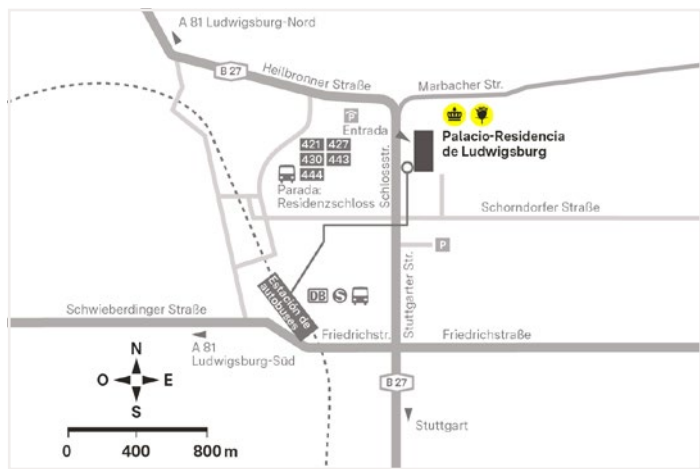 A 81 Ludwigsburg-Nord
B 27
Heilbronner Straße
Marbacher Str.
P
Entrada
Palacio-Residencia
de Ludwigsburg
421 427
430 443
444
Parada:
Residenzschloss
Schlossstr.
Schorndorfer Straße
P
Stuttgarter Str.
Estación de
autobuses
DB S
Schwieberdinger Straße
Friedrichstr.
Friedrichstraße
A 81
Ludwigsburg-Süd
N
O E
S
B 27
Stuttgart
0 400 800 m